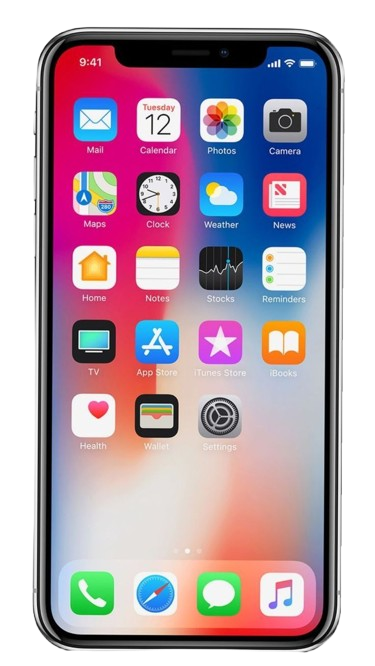 9:41
Tuesday
12
Mail
Calendar
Photos
Camera
280
Maps
Clock
Weather
News
Home
Notes
Stocks
Reminders
TV
App Store
iTunes Store
iBooks
Health
Wallet
Settings